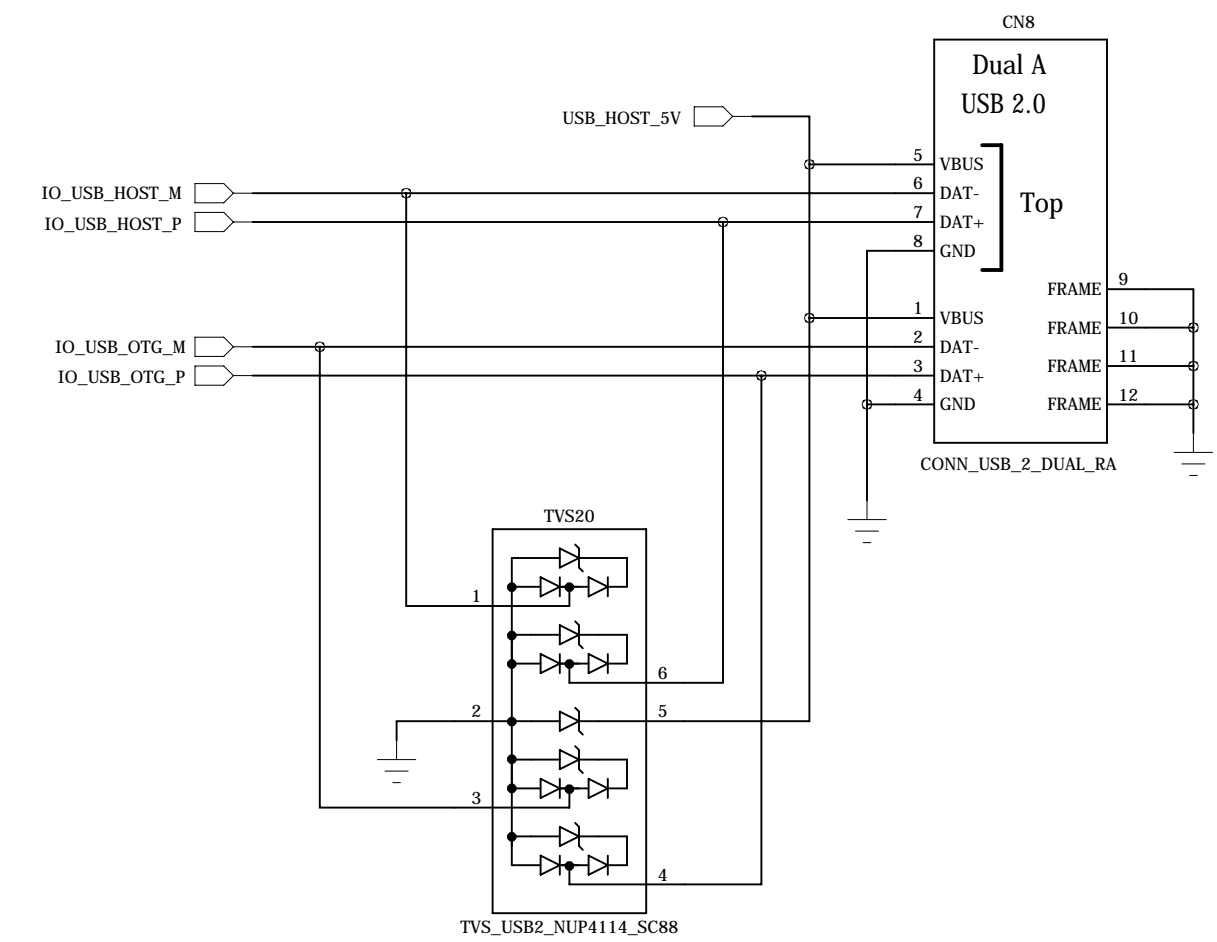 CN8
Dual A
USB 2.0
USB_HOST_5V
5 VBUS
IO_USB_HOST_M 6 DAT-
Top
IO_USB_HOST_P 7 DAT+
8 GND
FRAME 9
1 VBUS
FRAME 10
IO_USB_OTG_M 2 DAT-
FRAME 11
IO_USB_OTG_P 3 DAT+
4 GND FRAME 12
CONN_USB_2_DUAL_RA
TVS20
1
6
2 5
3
4
TVS_USB2_NUP4114_SC88